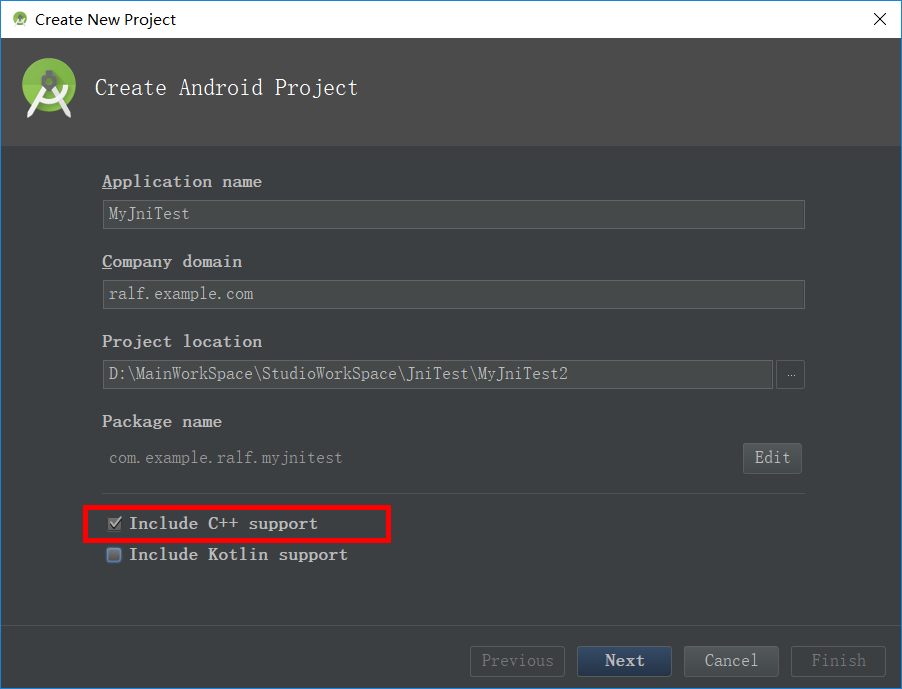 Create New Project
Create Android Project
Application name
MyJniTest
Company domain
ralf.example.com
Project location
D:\MainWorkSpace\StudioWorkSpace\JniTest\MyJniTest2 ...
Package name
com.example.ralf.myjnitest Edit
Include C++ support
Include Kotlin support
Previous Next Cancel Finish